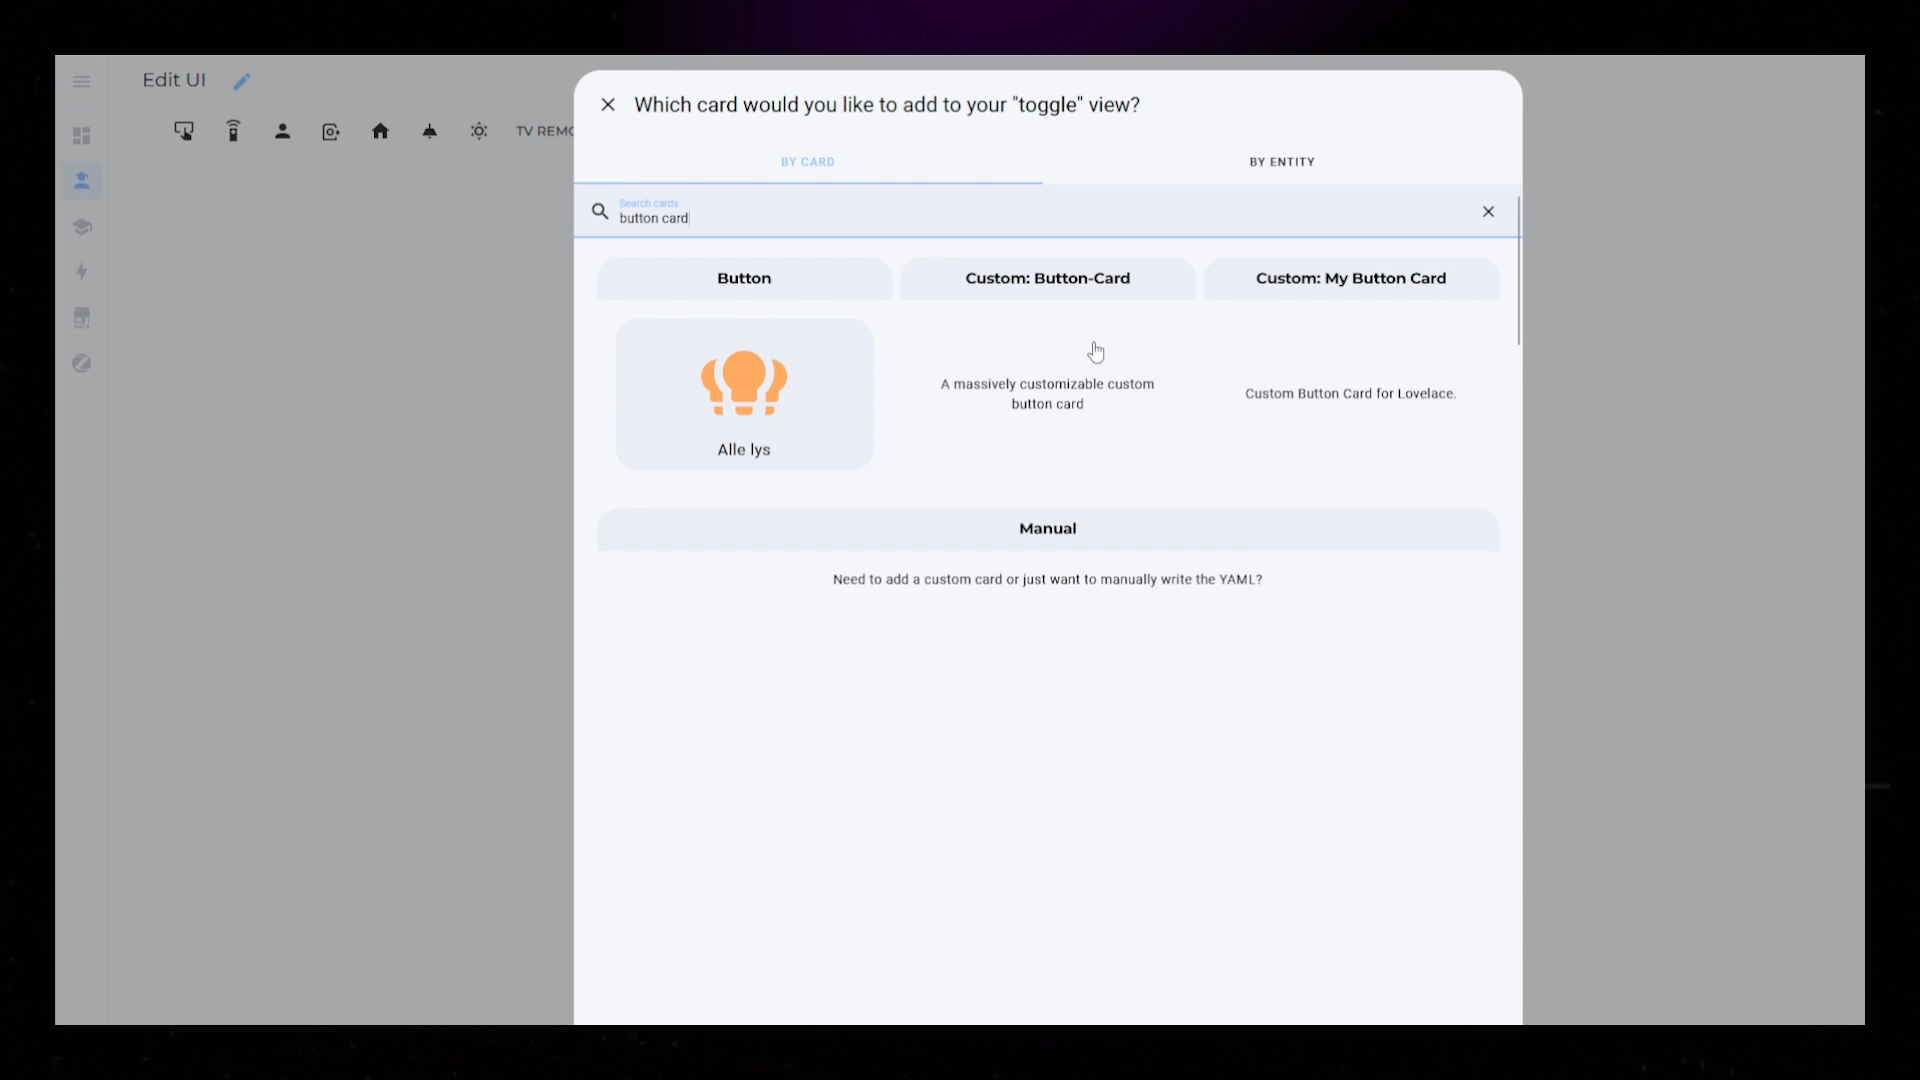 Edit UI
TV REMO
Which card would you like to add to your "toggle" view?
BY CARD
BY ENTITY
Search cards
button card
Button
Custom: Button-Card
Custom: My Button Card
Alle lys
A massively customizable custom
button card
Custom Button Card for Lovelace.
Manual
Need to add a custom card or just want to manually write the YAML?